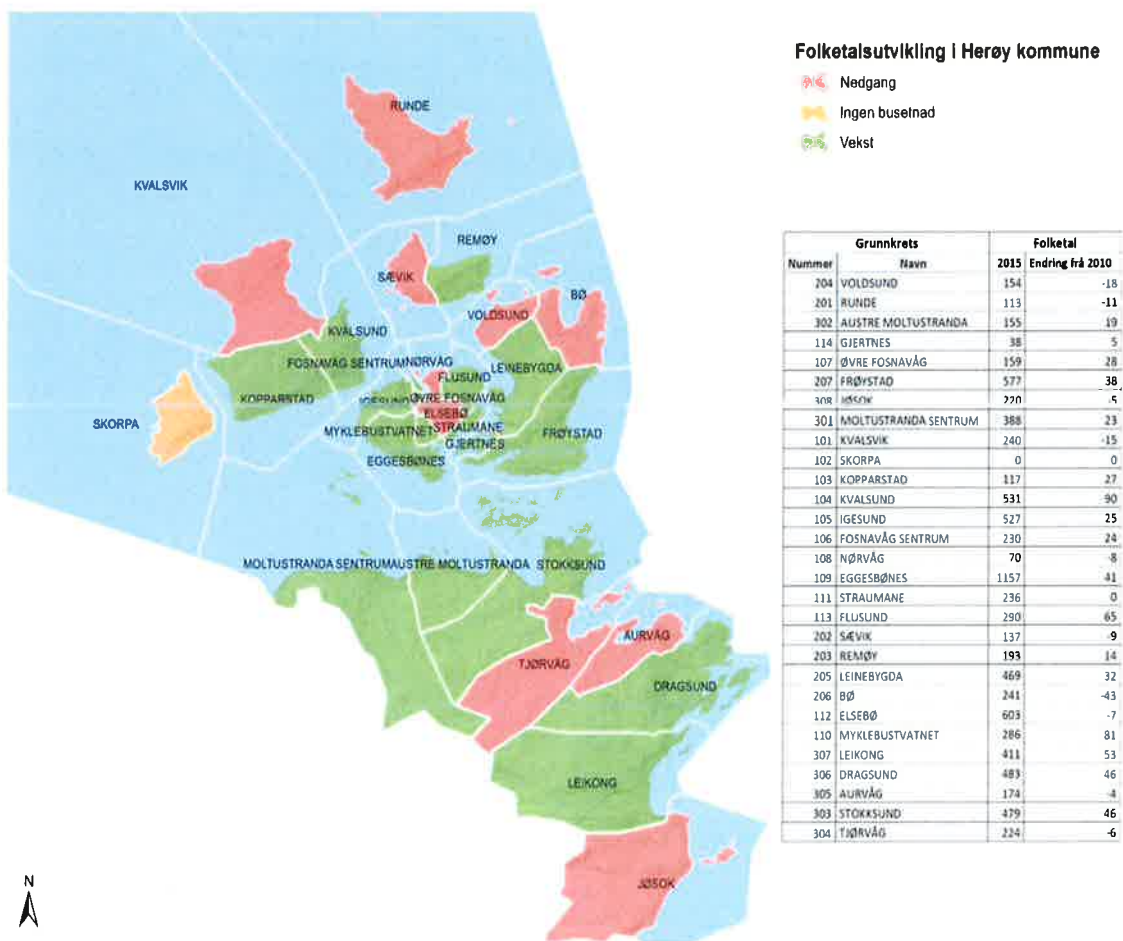 Folketalsutvikling i Herøy kommune
Nedgang
Ingen busetnad
Vekst
RUNDE
KVALSVIK
REMØY
SÆVIK
BØ
VOLDSUND
KVALSUND
FOSNAVÅG SENTRUM NØRVÅG
LEINEBYGDA
FLUSUND
KOPPARSTAD
IGESUND ØVRE FOSNAVÅG
ELSEBØ
SKORPA
MYKLEBUSTVATNET STRAUMANE
FRØYSTAD
GJERTNES
EGGESBØNES
MOLTUSTRANDA SENTRUM AUSTRE MOLTUSTRANDA STOKKSUND
AURVÅG
TJØRVÅG
DRAGSUND
LEIKONG
JØSOK
N
Grunnkrets Folketal
Nummer Navn 2015 Endring frå 2010
204 VOLDSUND 154 -18
201 RUNDE 113 -11
302 AUSTRE MOLTUSTRANDA 155 19
114 GJERTNES 38 5
107 ØVRE FOSNAVÅG 159 28
207 FRØYSTAD 577 38
308 JØSOK 220 -5
301 MOLTUSTRANDA SENTRUM 388 23
101 KVALSVIK 240 -15
102 SKORPA 0 0
103 KOPPARSTAD 117 27
104 KVALSUND 531 90
105 IGESUND 527 25
106 FOSNAVÅG SENTRUM 230 24
108 NØRVÅG 70 -8
109 EGGESBØNES 1157 41
111 STRAUMANE 236 0
113 FLUSUND 290 65
202 SÆVIK 137 -9
203 REMØY 193 14
205 LEINEBYGDA 469 32
206 BØ 241 -43
112 ELSEBØ 603 -7
110 MYKLEBUSTVATNET 286 81
307 LEIKONG 411 53
306 DRAGSUND 483 46
305 AURVÅG 174 -4
303 STOKKSUND 479 46
304 TJØRVÅG 224 -6